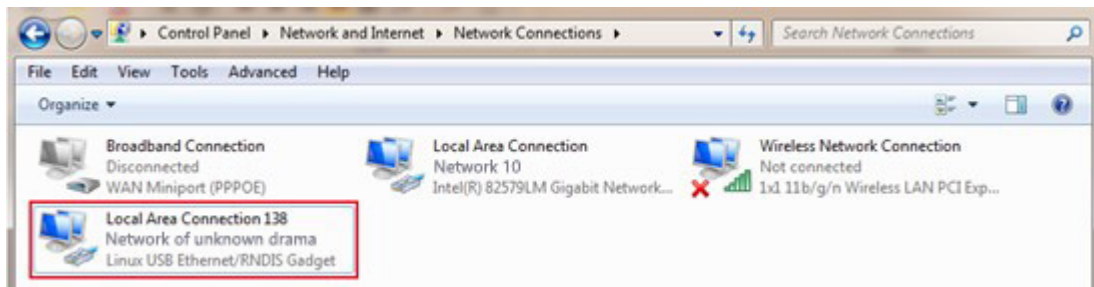 Control Panel ▸ Network and Internet ▸ Network Connections ▸
Search Network Connections
File Edit View Tools Advanced Help
Organize
Broadband Connection
Disconnected
WAN Miniport (PPPOE)
Local Area Connection
Network 10
Intel(R) 82579LM Gigabit Network...
Wireless Network Connection
Not connected
1x1 11b/g/n Wireless LAN PCI Exp...
Local Area Connection 138
Network of unknown drama
Linux USB Ethernet/RNDIS Gadget